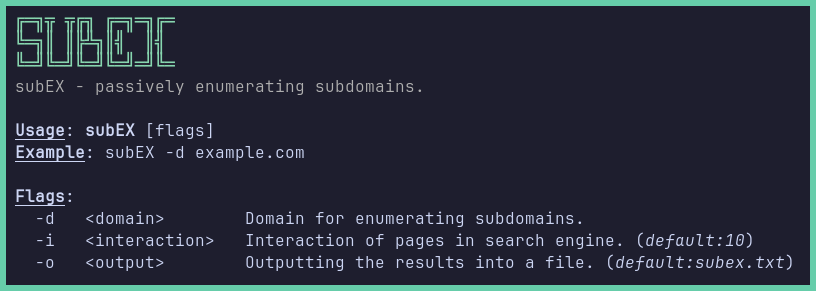 subEX
subEX - passively enumerating subdomains.
Usage: subEX [flags]
Example: subEX -d example.com
Flags:
-d <domain> Domain for enumerating subdomains.
-i <interaction> Interaction of pages in search engine. (default:10)
-o <output> Outputting the results into a file. (default:subex.txt)